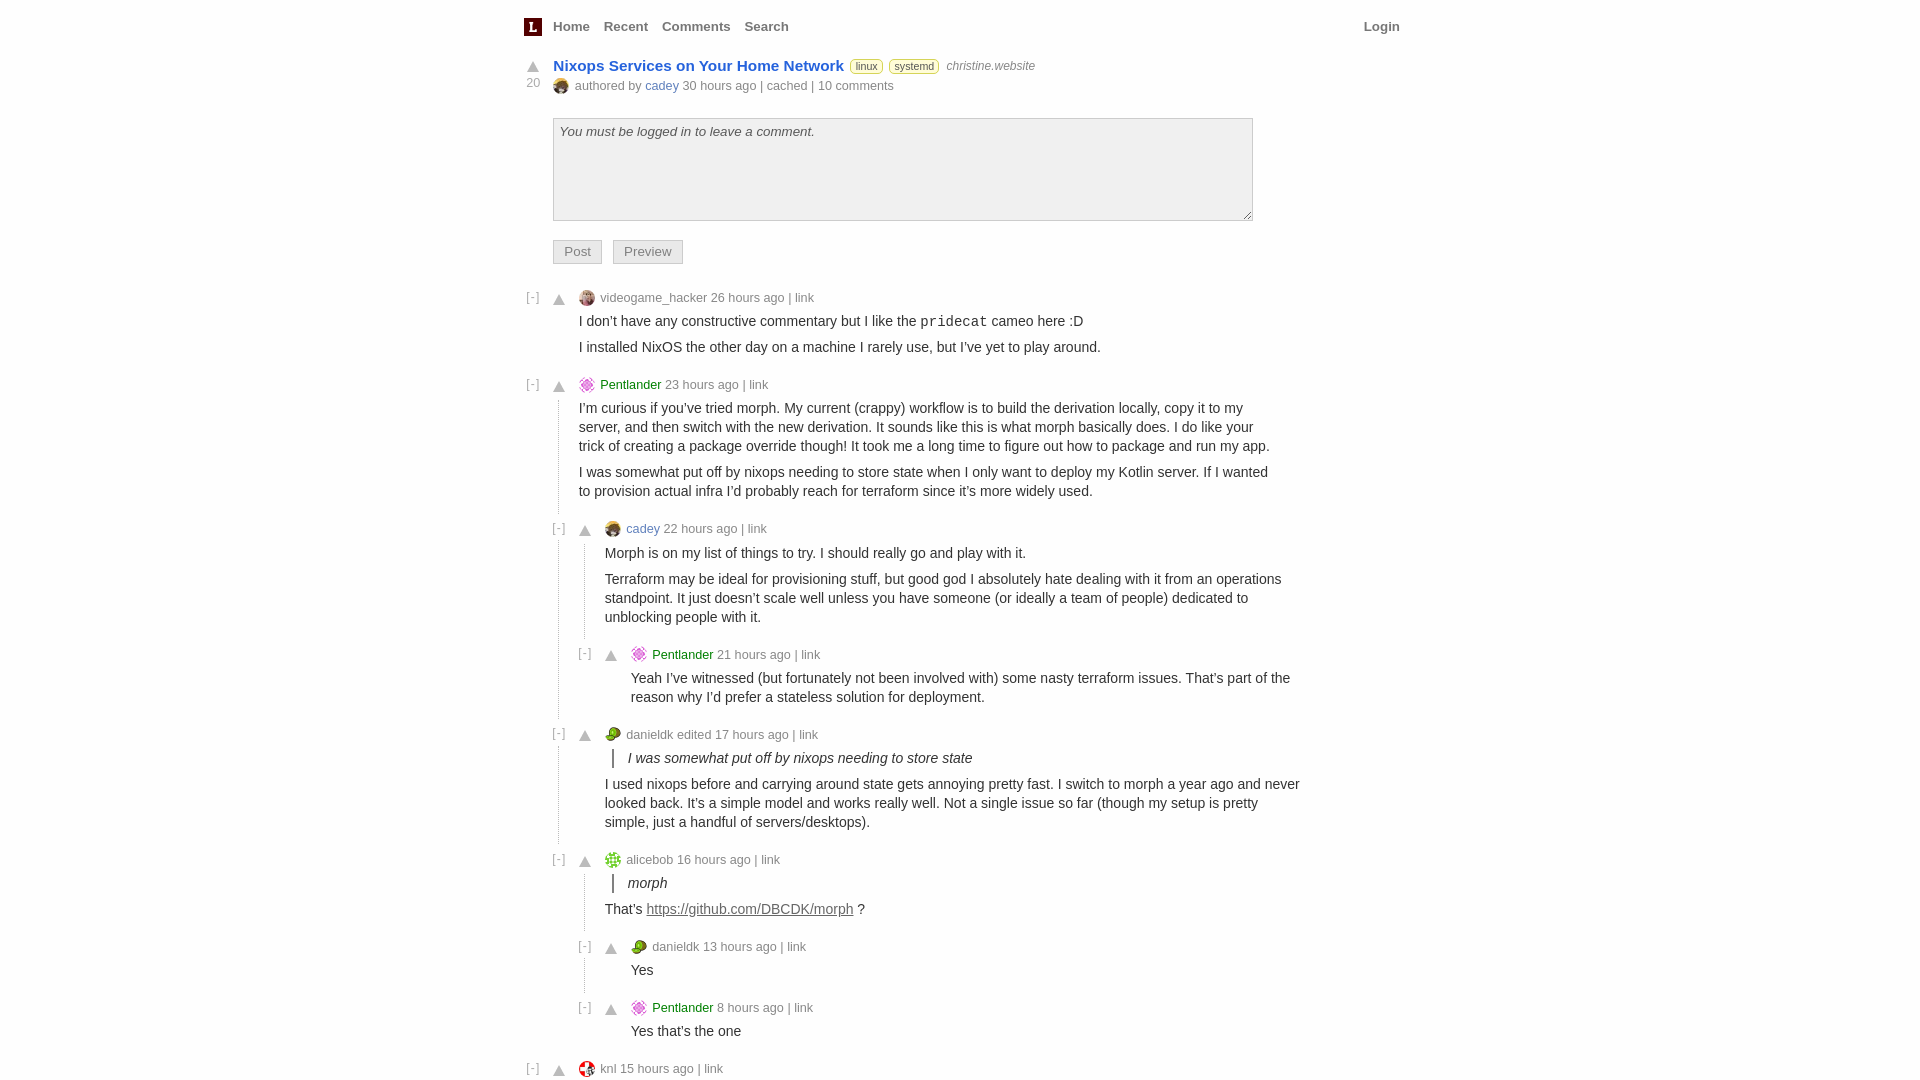 L Home Recent Comments Search Login
Nixops Services on Your Home Network linux systemd christine.website
20
authored by cadey 30 hours ago | cached | 10 comments
You must be logged in to leave a comment.
Post Preview
[-] videogame_hacker 26 hours ago | link
I don’t have any constructive commentary but I like the pridecat cameo here :D
I installed NixOS the other day on a machine I rarely use, but I’ve yet to play around.
[-] Pentlander 23 hours ago | link
I’m curious if you’ve tried morph. My current (crappy) workflow is to build the derivation locally, copy it to my
server, and then switch with the new derivation. It sounds like this is what morph basically does. I do like your
trick of creating a package override though! It took me a long time to figure out how to package and run my app.
I was somewhat put off by nixops needing to store state when I only want to deploy my Kotlin server. If I wanted
to provision actual infra I’d probably reach for terraform since it’s more widely used.
[-] cadey 22 hours ago | link
Morph is on my list of things to try. I should really go and play with it.
Terraform may be ideal for provisioning stuff, but good god I absolutely hate dealing with it from an operations
standpoint. It just doesn’t scale well unless you have someone (or ideally a team of people) dedicated to
unblocking people with it.
[-] Pentlander 21 hours ago | link
Yeah I’ve witnessed (but fortunately not been involved with) some nasty terraform issues. That’s part of the
reason why I’d prefer a stateless solution for deployment.
[-] danieldk edited 17 hours ago | link
I was somewhat put off by nixops needing to store state
I used nixops before and carrying around state gets annoying pretty fast. I switch to morph a year ago and never
looked back. It’s a simple model and works really well. Not a single issue so far (though my setup is pretty
simple, just a handful of servers/desktops).
[-] alicebob 16 hours ago | link
morph
That’s https://github.com/DBCDK/morph ?
[-] danieldk 13 hours ago | link
Yes
[-] Pentlander 8 hours ago | link
Yes that’s the one
[-] knl 15 hours ago | link